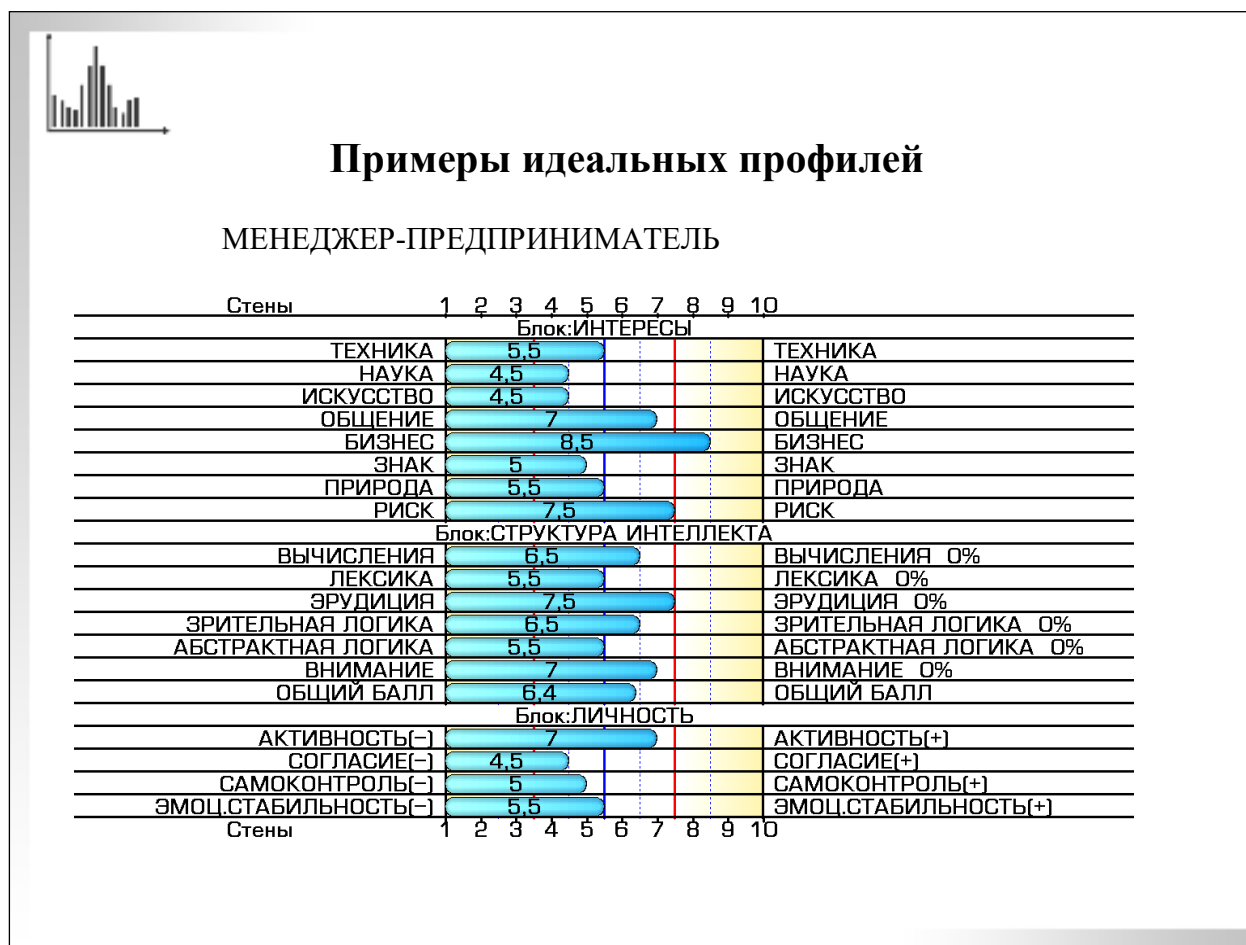 Примеры идеальных профилей
МЕНЕДЖЕР-ПРЕДПРИНИМАТЕЛЬ
Стены 1 2 3 4 5 6 7 8 9 10
Блок:ИНТЕРЕСЫ
ТЕХНИКА 5,5 ТЕХНИКА
НАУКА 4,5 НАУКА
ИСКУССТВО 4,5 ИСКУССТВО
ОБЩЕНИЕ 7 ОБЩЕНИЕ
БИЗНЕС 8,5 БИЗНЕС
ЗНАК 5 ЗНАК
ПРИРОДА 5,5 ПРИРОДА
РИСК 7,5 РИСК
Блок:СТРУКТУРА ИНТЕЛЛЕКТА
ВЫЧИСЛЕНИЯ 6,5 ВЫЧИСЛЕНИЯ 0%
ЛЕКСИКА 5,5 ЛЕКСИКА 0%
ЭРУДИЦИЯ 7,5 ЭРУДИЦИЯ 0%
ЗРИТЕЛЬНАЯ ЛОГИКА 6,5 ЗРИТЕЛЬНАЯ ЛОГИКА 0%
АБСТРАКТНАЯ ЛОГИКА 5,5 АБСТРАКТНАЯ ЛОГИКА 0%
ВНИМАНИЕ 7 ВНИМАНИЕ 0%
ОБЩИЙ БАЛЛ 6,4 ОБЩИЙ БАЛЛ
Блок:ЛИЧНОСТЬ
АКТИВНОСТЬ(−) 7 АКТИВНОСТЬ(+)
СОГЛАСИЕ(−) 4,5 СОГЛАСИЕ(+)
САМОКОНТРОЛЬ(−) 5 САМОКОНТРОЛЬ(+)
ЭМОЦ.СТАБИЛЬНОСТЬ(−) 5,5 ЭМОЦ.СТАБИЛЬНОСТЬ(+)
Стены 1 2 3 4 5 6 7 8 9 10